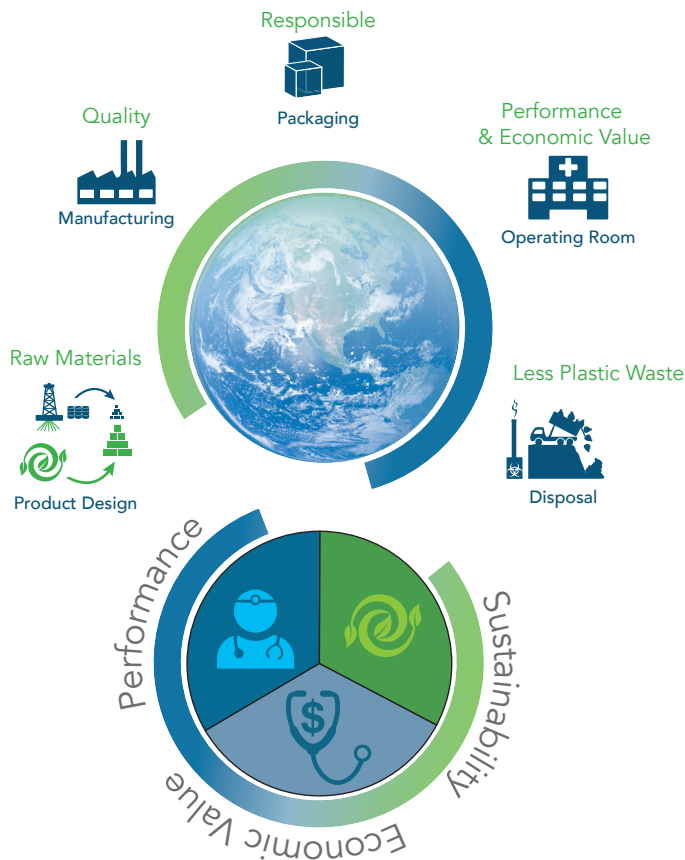 Responsible
Packaging
Quality
Manufacturing
Performance
& Economic Value
Operating Room
Raw Materials
Product Design
Less Plastic Waste
Disposal
Performance
$
Economic Value
Sustainability